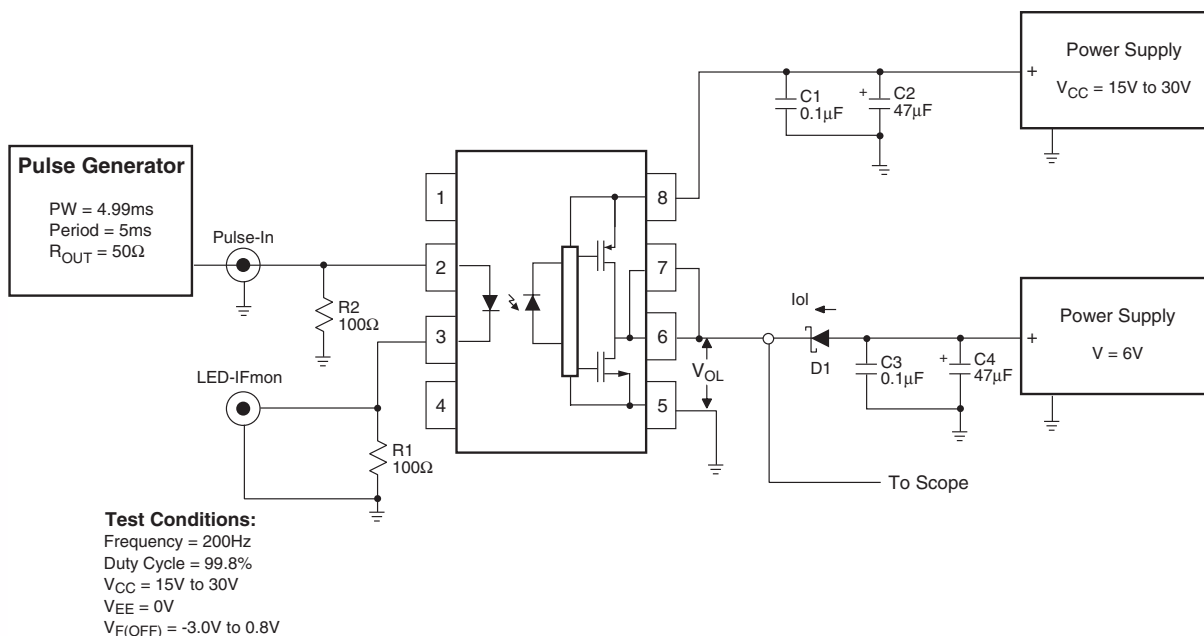 Power Supply
VCC = 15V to 30V
+
C1
0.1μF
+
C2
47μF
Pulse Generator
PW = 4.99ms
Period = 5ms
ROUT = 50Ω
Pulse-In
R2
100Ω
LED-IFmon
R1
100Ω
1
2
3
4
8
7
6
5
VOL
Iol
D1
C3
0.1μF
+
C4
47μF
+
Power Supply
V = 6V
To Scope
Test Conditions:
Frequency = 200Hz
Duty Cycle = 99.8%
VCC = 15V to 30V
VEE = 0V
VF(OFF) = -3.0V to 0.8V